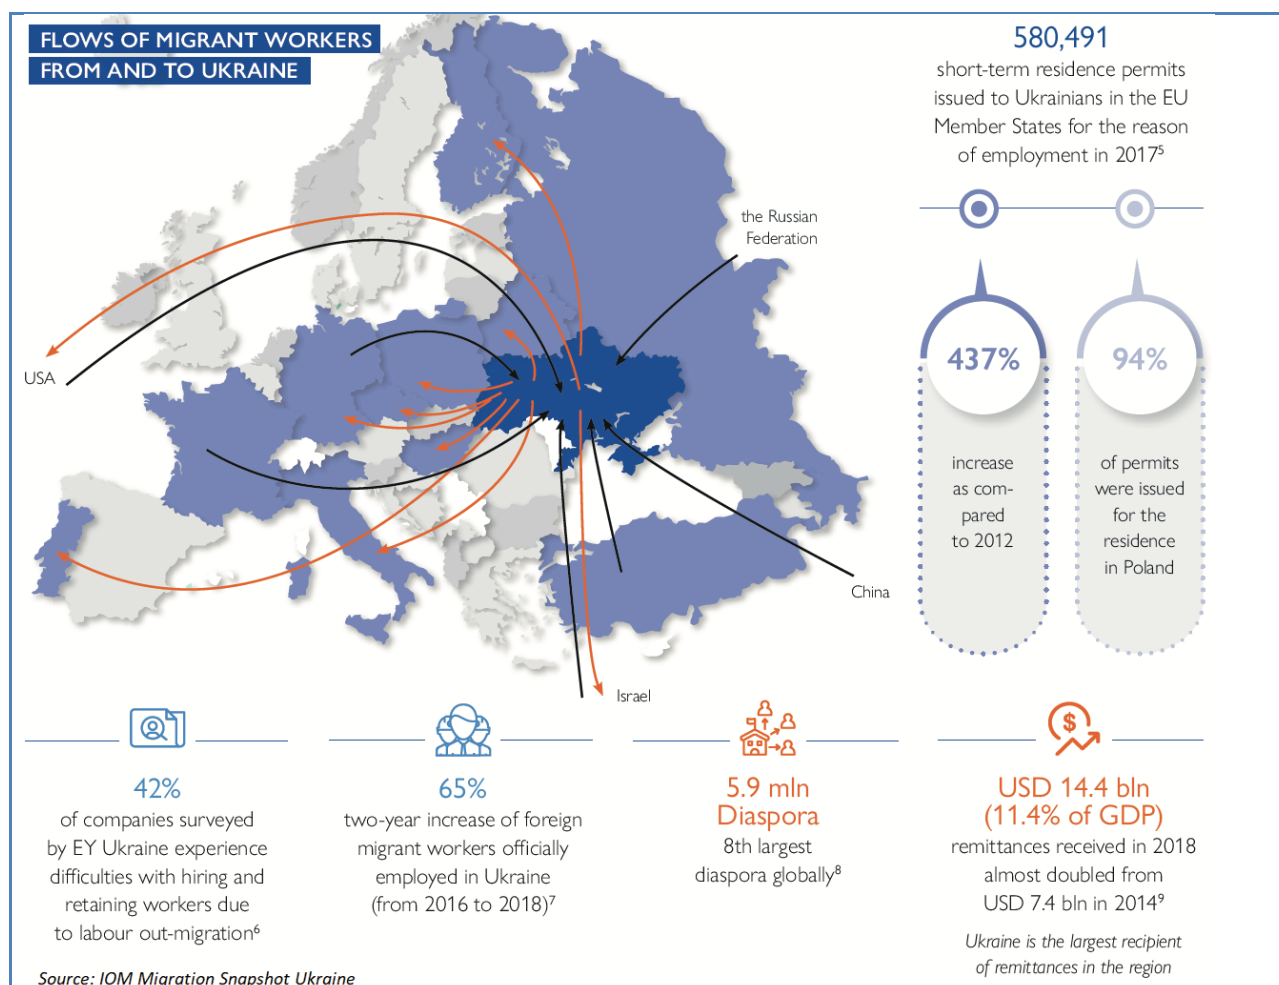 FLOWS OF MIGRANT WORKERS
FROM AND TO UKRAINE
580,491
short-term residence permits
issued to Ukrainians in the EU
Member States for the reason
of employment in 2017⁵
the Russian
Federation
USA
China
Israel
437%
increase
as com-
pared
to 2012
94%
of permits
were issued
for the
residence
in Poland
42%
of companies surveyed
by EY Ukraine experience
difficulties with hiring and
retaining workers due
to labour out-migration⁶
65%
two-year increase of foreign
migrant workers officially
employed in Ukraine
(from 2016 to 2018)⁷
5.9 mln
Diaspora
8th largest
diaspora globally⁸
$
USD 14.4 bln
(11.4% of GDP)
remittances received in 2018
almost doubled from
USD 7.4 bln in 2014⁹
Ukraine is the largest recipient
of remittances in the region
Source: IOM Migration Snapshot Ukraine